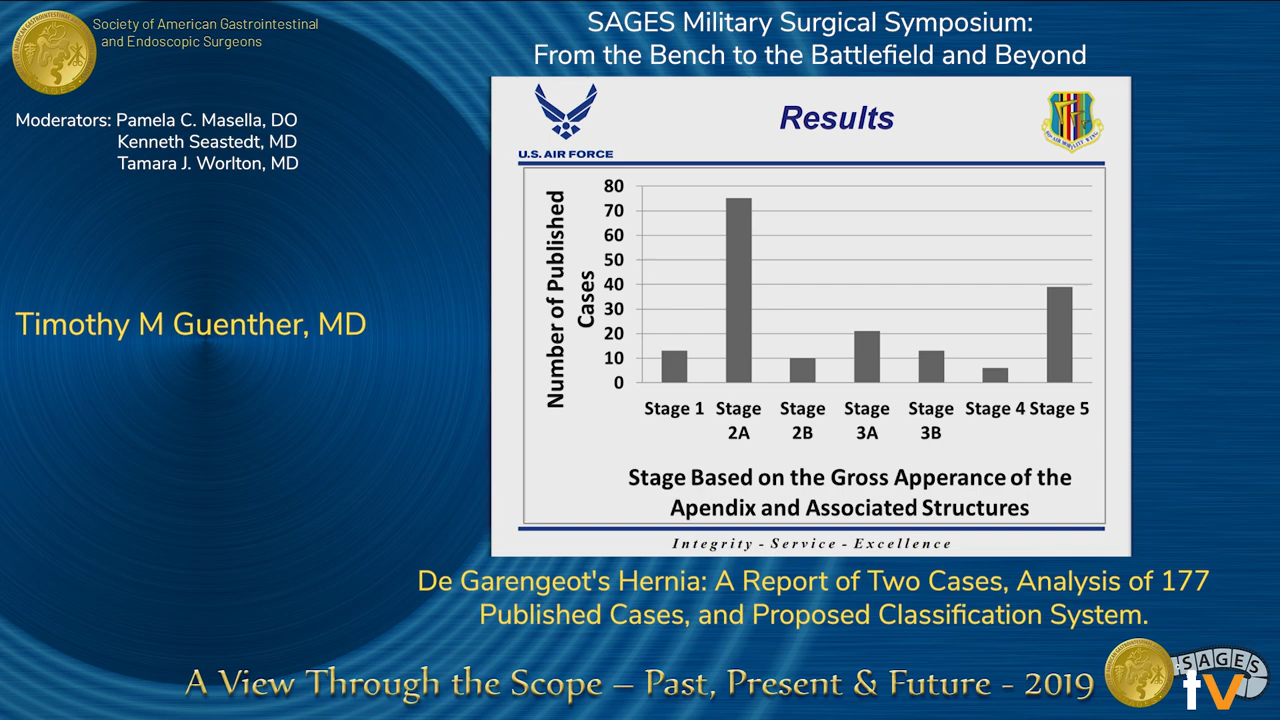 Society of American Gastrointestinal
and Endoscopic Surgeons
SAGES Military Surgical Symposium:
From the Bench to the Battlefield and Beyond
Moderators: Pamela C. Masella, DO
Kenneth Seastedt, MD
Tamara J. Worlton, MD
Timothy M Guenther, MD
U.S. AIR FORCE
Results
Number of Published
Cases
80
70
60
50
40
30
20
10
0
Stage 1 Stage Stage Stage Stage Stage 4 Stage 5
2A 2B 3A 3B
Stage Based on the Gross Apperance of the
Apendix and Associated Structures
Integrity - Service - Excellence
De Garengeot's Hernia: A Report of Two Cases, Analysis of 177
Published Cases, and Proposed Classification System.
A View Through the Scope – Past, Present & Future - 2019
SAGES
tv